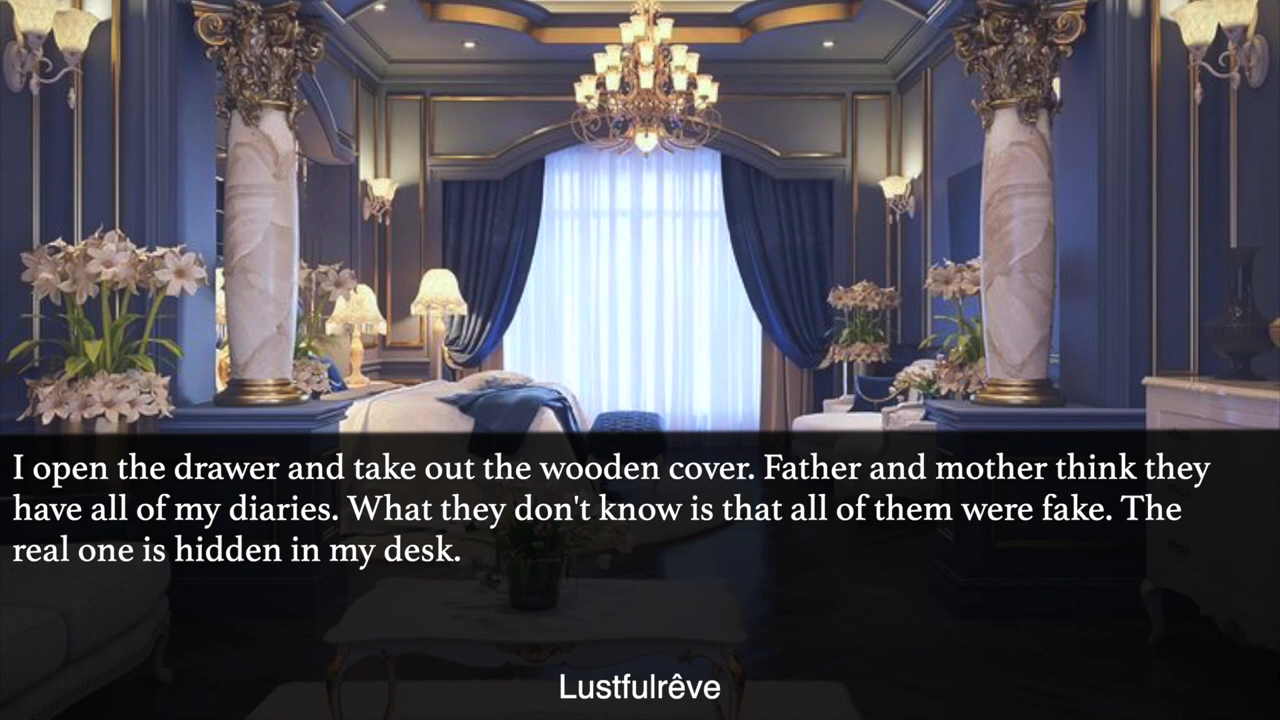 I open the drawer and take out the wooden cover. Father and mother think they
have all of my diaries. What they don't know is that all of them were fake. The
real one is hidden in my desk.
Lustfulrêve